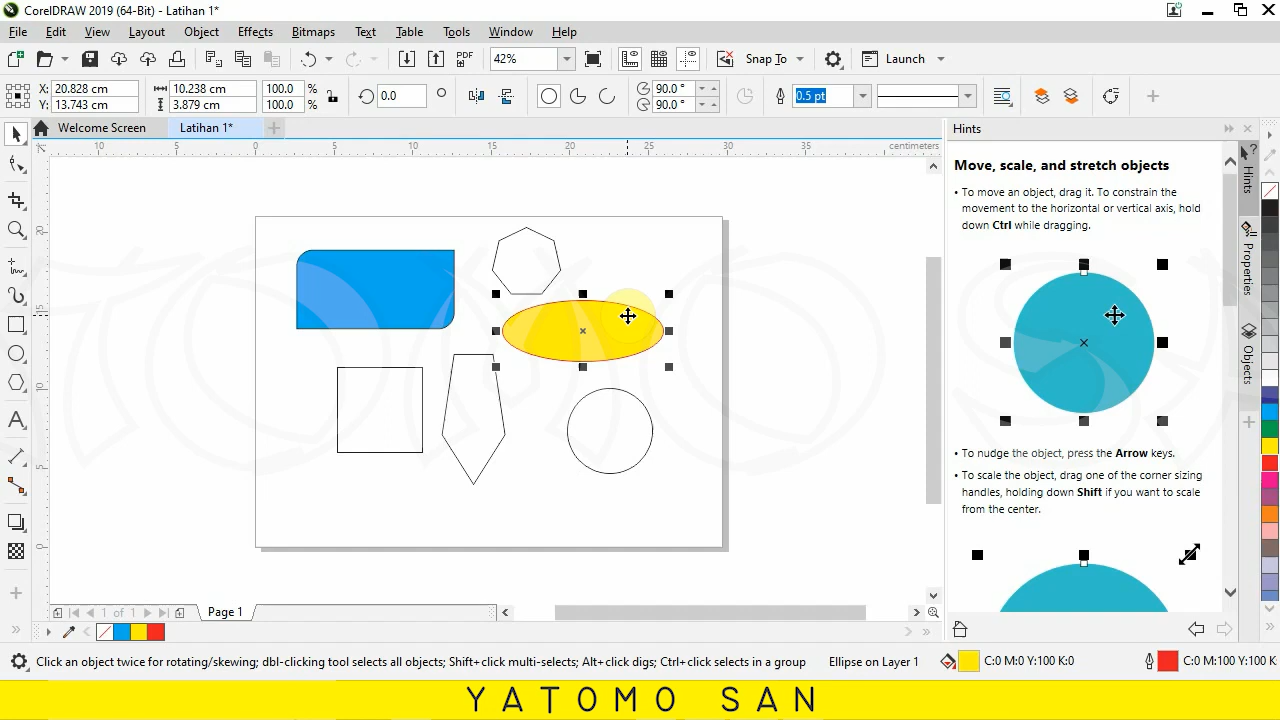 CorelDRAW 2019 (64-Bit) - Latihan 1*
File Edit View Layout Object Effects Bitmaps Text Table Tools Window Help
PDF 42% Snap To Launch
X: 20.828 cm 10.238 cm 100.0 % 0.0 ° 90.0 ° 0.5 pt
Y: 13.743 cm 3.879 cm 100.0 % 90.0 °
Welcome Screen Latihan 1*
10 5 0 5 10 15 20 25 30 35 centimeters
20
15
10
5
0
Hints
Move, scale, and stretch objects
• To move an object, drag it. To constrain the
movement to the horizontal or vertical axis, hold
down Ctrl while dragging.
• To nudge the object, press the Arrow keys.
• To scale the object, drag one of the corner sizing
handles, holding down Shift if you want to scale
from the center.
Hints
Properties
Objects
1 of 1 Page 1
Click an object twice for rotating/skewing; dbl-clicking tool selects all objects; Shift+click multi-selects; Alt+click digs; Ctrl+click selects in a group Ellipse on Layer 1 C:0 M:0 Y:100 K:0 C:0 M:100 Y:100 K
YATOMO SAN